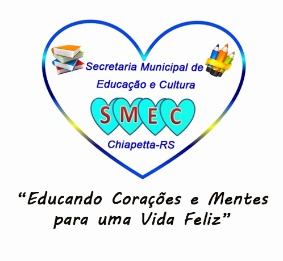 Secretaria Municipal de
Educação e Cultura
SMEC
Chiapetta-RS
“Educando Corações e Mentes
para uma Vida Feliz”